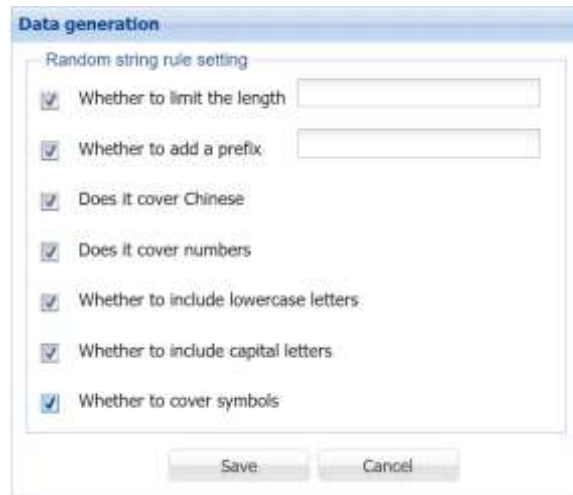 Data generation
Random string rule setting
Whether to limit the length
Whether to add a prefix
Does it cover Chinese
Does it cover numbers
Whether to include lowercase letters
Whether to include capital letters
Whether to cover symbols
Save Cancel